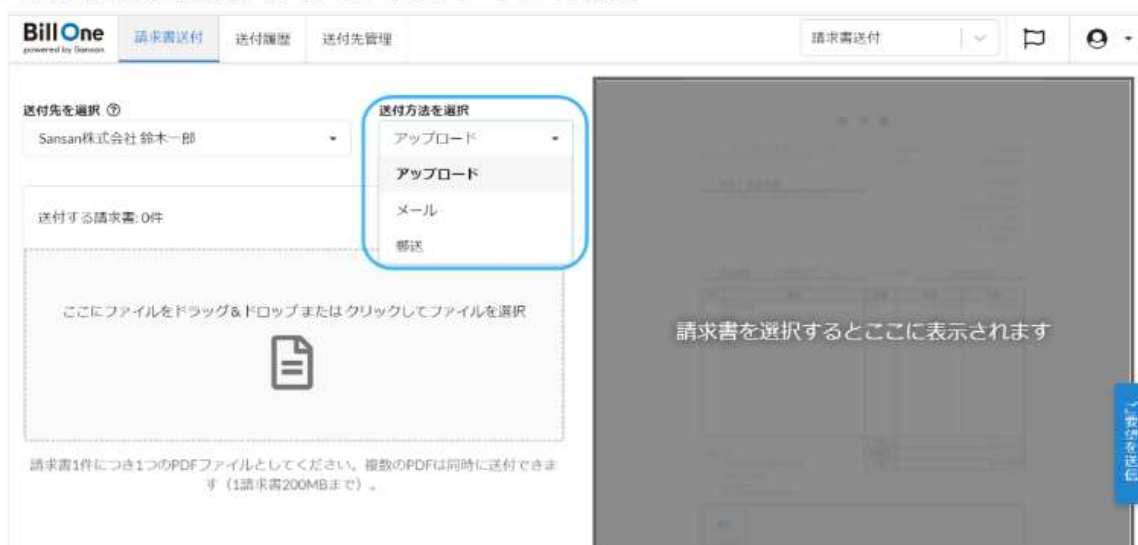 Bill One
powered by Sansan
請求書送付
送付履歴
送付先管理
請求書送付
送付先を選択
Sansan株式会社 鈴木一郎
送付方法を選択
アップロード
アップロード
メール
郵送
送付する請求書: 0件
ここにファイルをドラッグ&ドロップ または クリックしてファイルを選択
請求書1件につき1つのPDFファイルとしてください。複数のPDFは同時に送付できま
す(1請求書200MBまで)。
請求書を選択するとここに表示されます
ご要望を送信